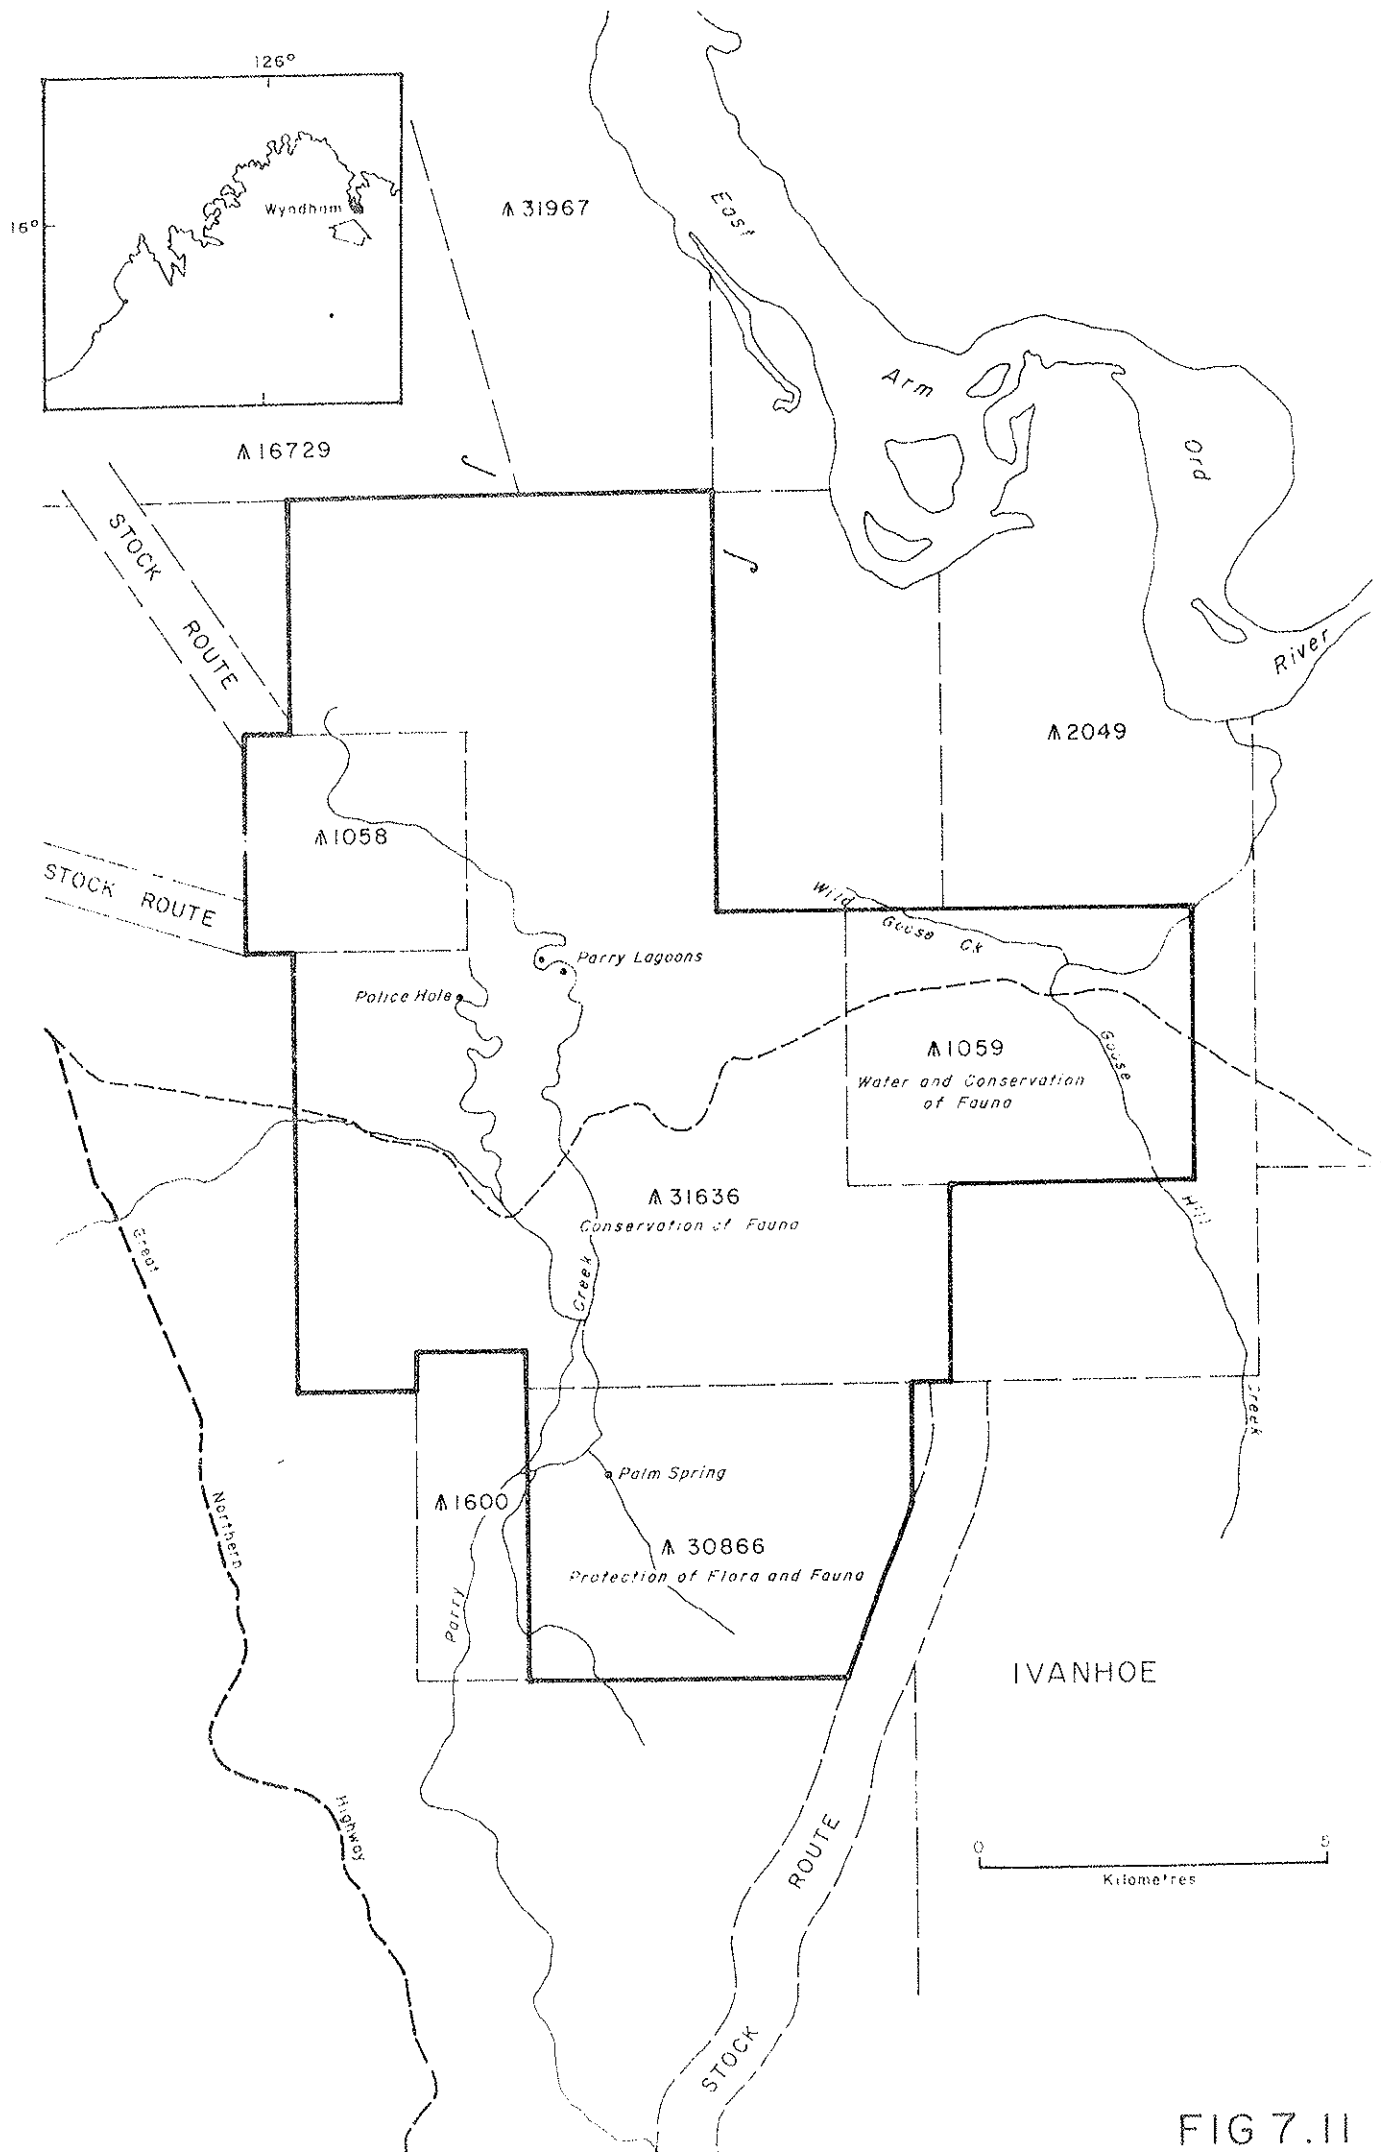 126°
16°
Wyndham
⩚31967
East
Arm
Ord
River
⩚16729
STOCK ROUTE
⩚2049
⩚1058
STOCK ROUTE
Wild Goose Ck
Parry Lagoons
Police Hole
⩚1059
Water and Conservation
of Fauna
Goose Hill Creek
⩚31636
Conservation of Fauna
Great Northern Highway
Creek
Palm Spring
⩚1600
⩚30866
Protection of Flora and Fauna
Parry
IVANHOE
STOCK ROUTE
0 5
Kilometres
FIG 7.11